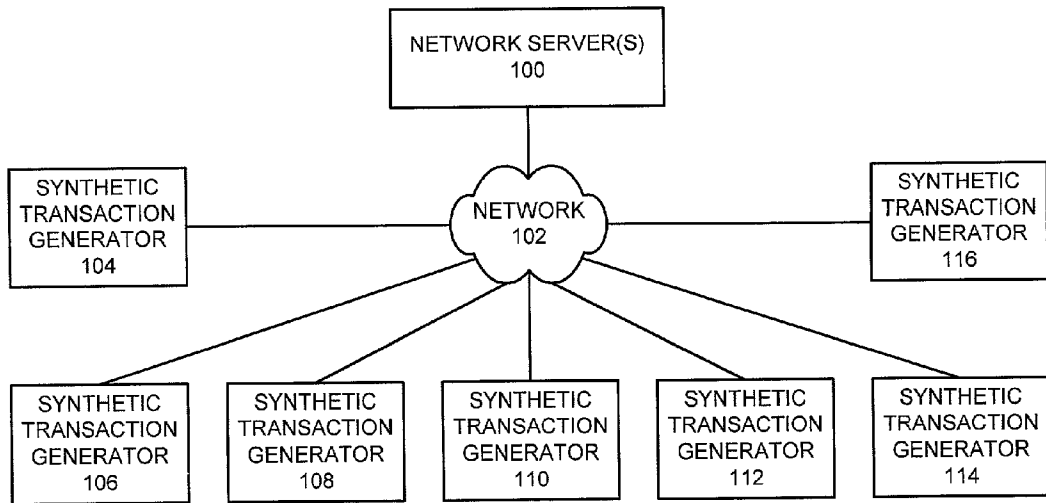 NETWORK SERVER(S)
100
SYNTHETIC
TRANSACTION
GENERATOR
104
NETWORK
102
SYNTHETIC
TRANSACTION
GENERATOR
116
SYNTHETIC
TRANSACTION
GENERATOR
106
SYNTHETIC
TRANSACTION
GENERATOR
108
SYNTHETIC
TRANSACTION
GENERATOR
110
SYNTHETIC
TRANSACTION
GENERATOR
112
SYNTHETIC
TRANSACTION
GENERATOR
114